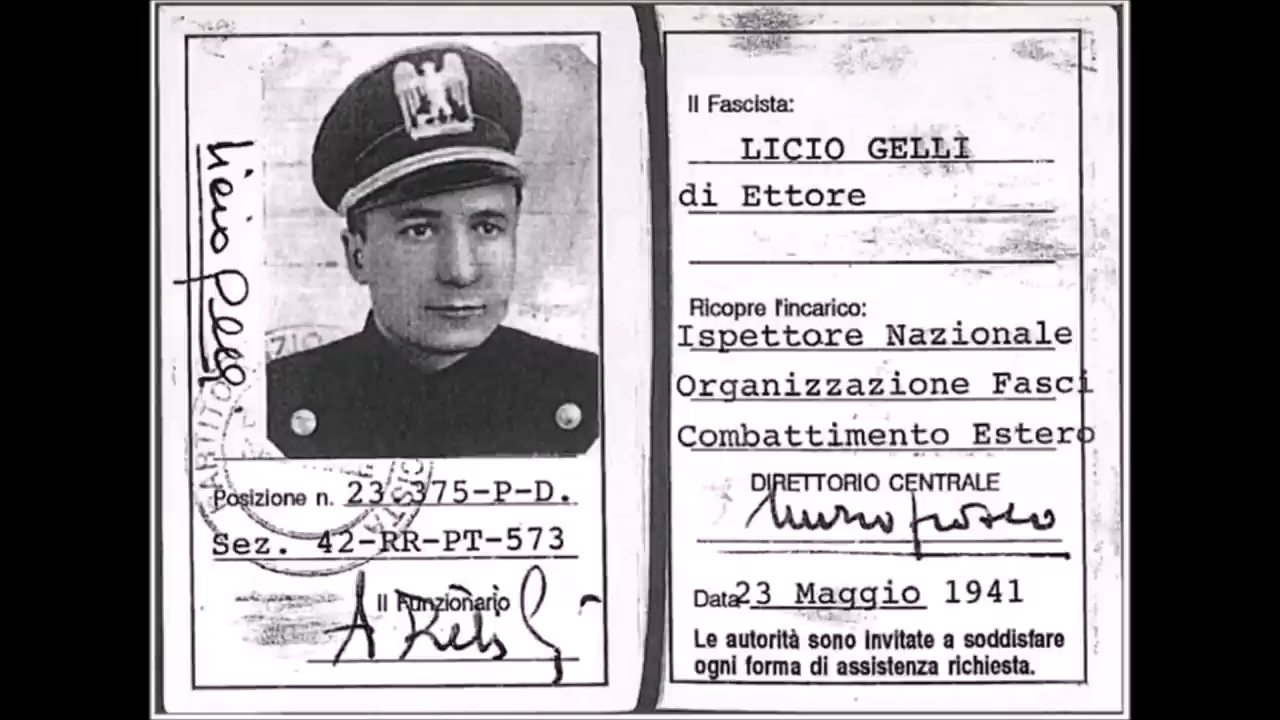 Licio Gelli
Posizione n. 23 375-P-D.
Sez. 42-RR-PT-573
Il Funzionario
Il Fascista:
LICIO GELLI
di Ettore
Ricopre l'incarico:
Ispettore Nazionale
Organizzazione Fasci
Combattimento Estero
DIRETTORIO CENTRALE
Data 23 Maggio 1941
Le autorità sono invitate a soddisfare
ogni forma di assistenza richiesta.